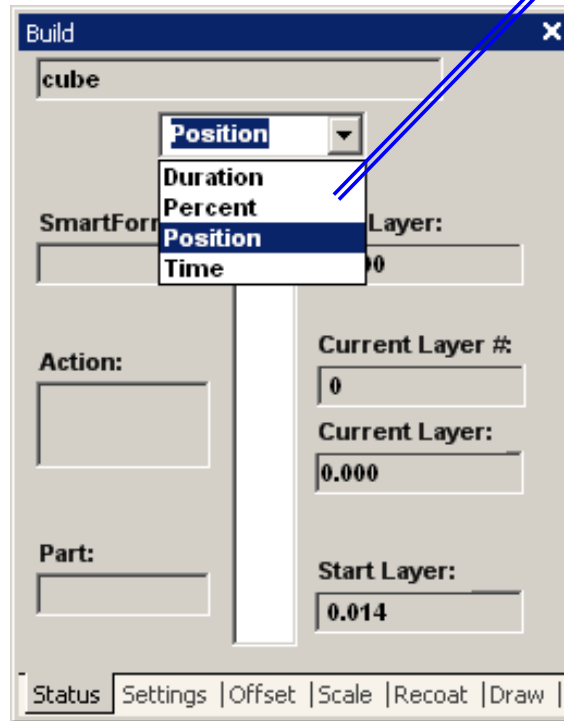 Build
cube
Position
Duration
Percent
Position
Time
SmartForr
Layer:
Action:
Current Layer #:
0
Current Layer:
0.000
Part:
Start Layer:
0.014
Status Settings |Offset |Scale |Recoat |Draw |